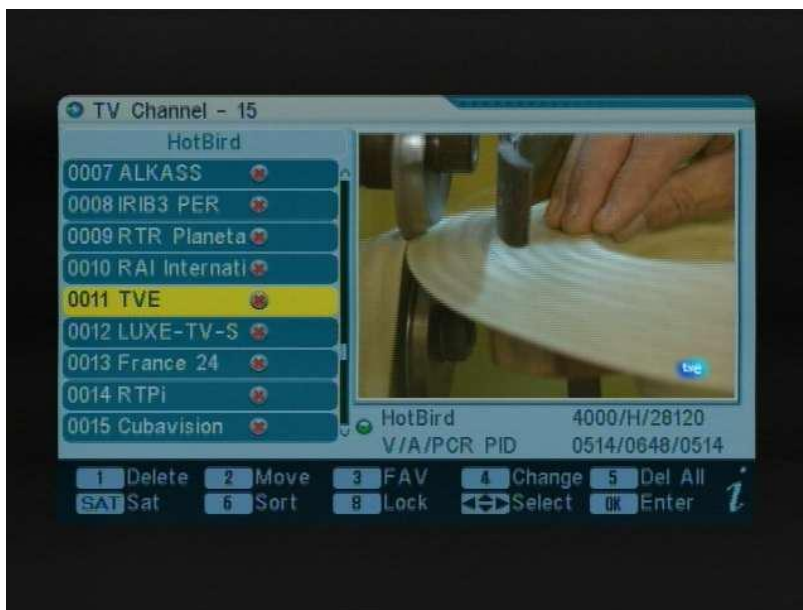 TV Channel - 15
HotBird
0007 ALKASS
0008 IRIB3 PER
0009 RTR Planeta
0010 RAI Internati
0011 TVE
0012 LUXE-TV-S
0013 France 24
0014 RTPi
0015 Cubavision
tve
HotBird 4000/H/28120
V/A/PCR PID 0514/0648/0514
1 Delete 2 Move 3 FAV 4 Change 5 Del All
SAT Sat 6 Sort 8 Lock Select OK Enter
i